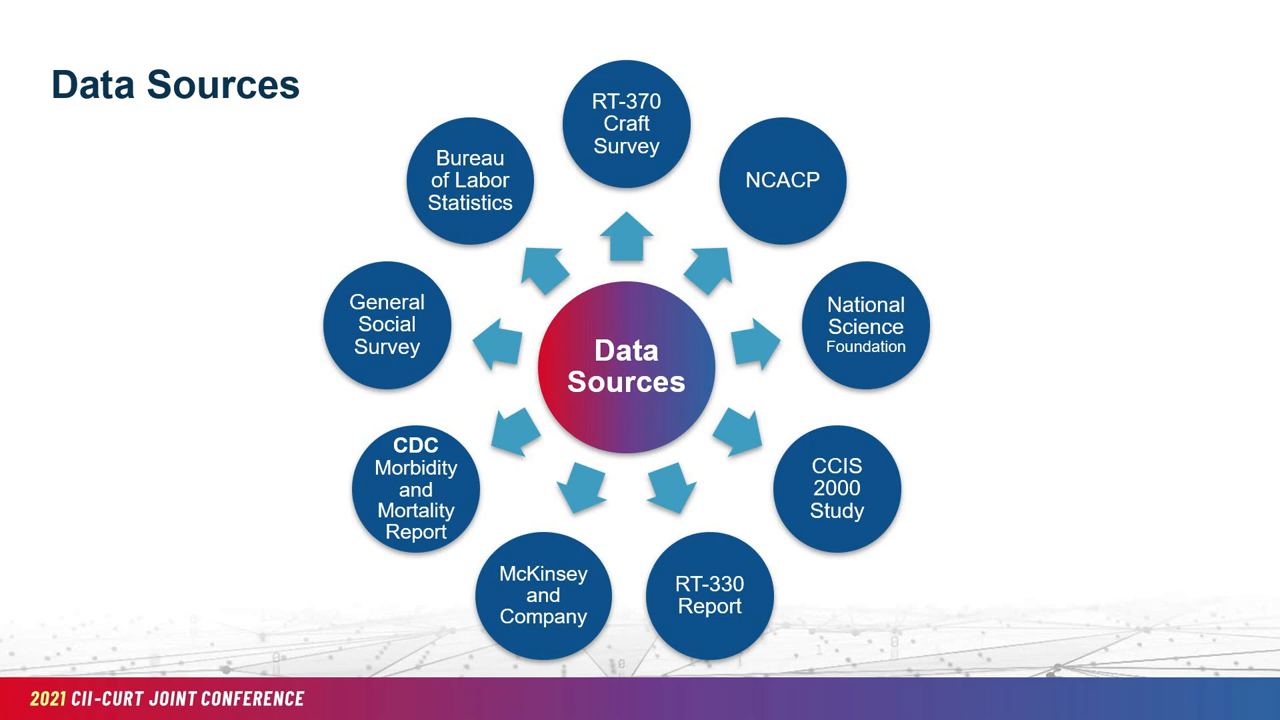 Data Sources
RT-370
Craft
Survey
NCACP
National
Science
Foundation
CCIS
2000
Study
RT-330
Report
McKinsey
and
Company
CDC
Morbidity
and
Mortality
Report
General
Social
Survey
Bureau
of Labor
Statistics
Data
Sources
2021 CII-CURT JOINT CONFERENCE